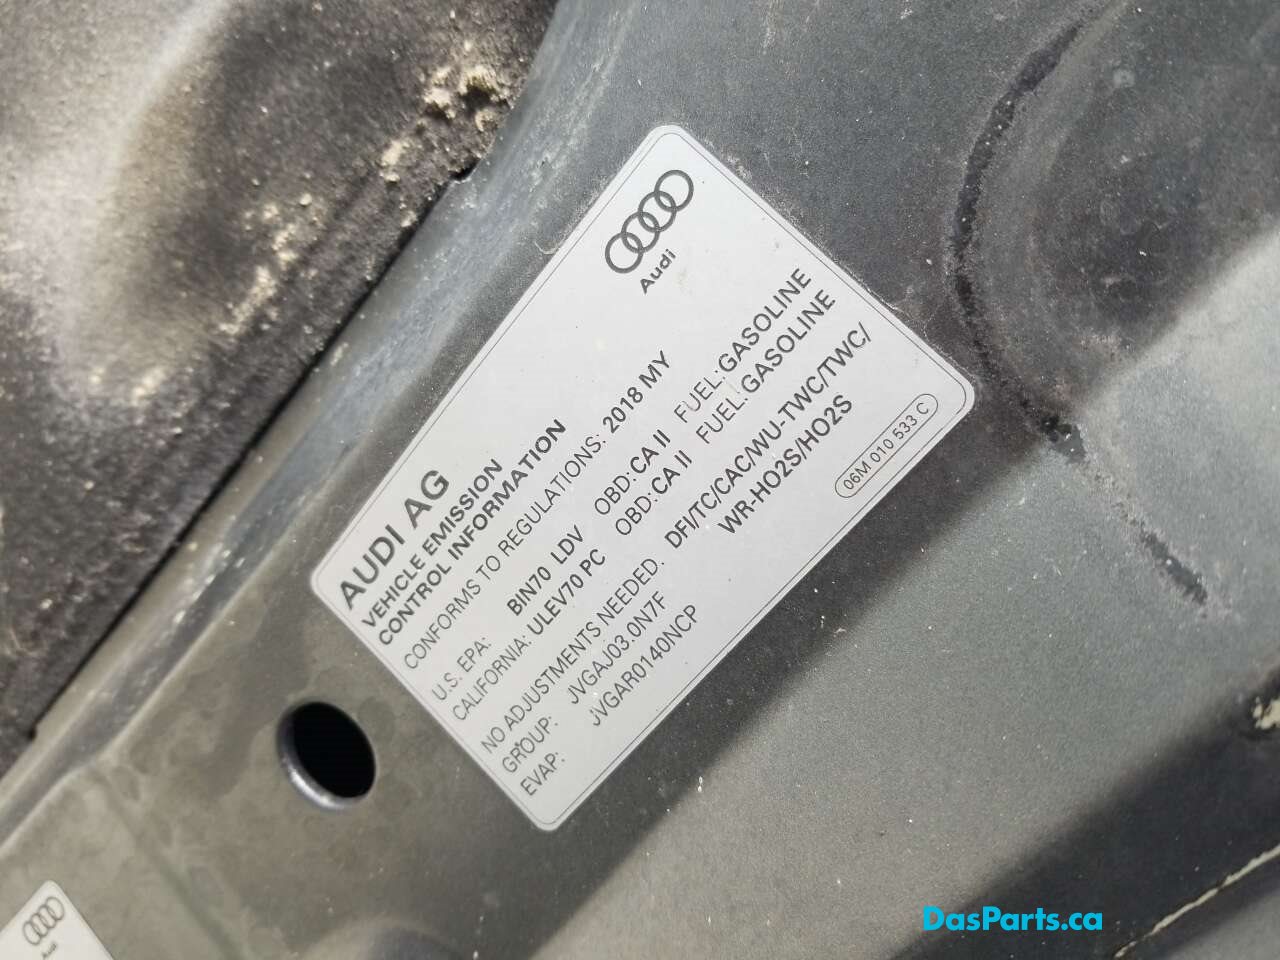 Audi
AUDI AG
VEHICLE EMISSION
CONTROL INFORMATION
CONFORMS TO REGULATIONS: 2018 MY
U.S. EPA: BIN70 LDV OBD: CA II FUEL: GASOLINE
CALIFORNIA: ULEV70 PC OBD: CA II FUEL: GASOLINE
NO ADJUSTMENTS NEEDED. DFI/TC/CAC/WU-TWC/TWC/
WR-HO2S/HO2S
GROUP: JVGAJ03.0N7F
EVAP: JVGAR0140NCP
06M 010 533 C
Audi
DasParts.ca